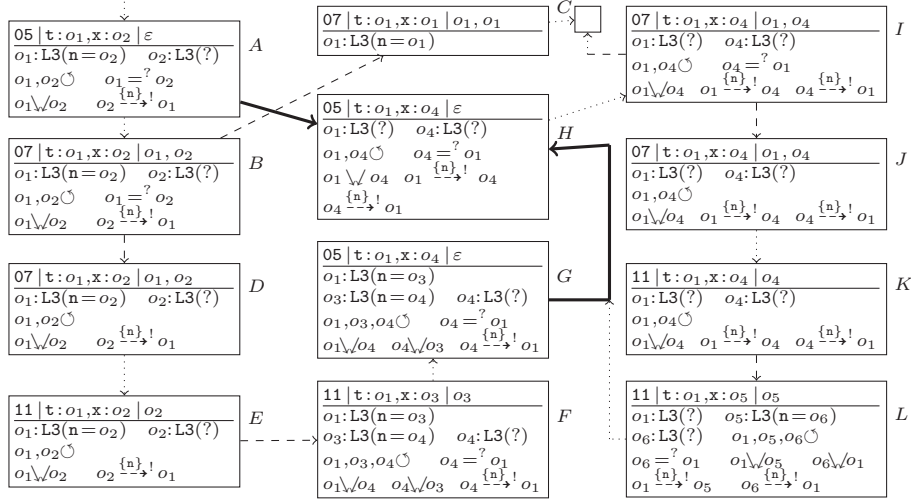 05 | t:o₁,x:o₂ | ε
A
o₁:L3(n=o₂) o₂:L3(?)
o₁,o₂↺ o₁=?o₂
o₁\/o₂ o₂ {n}⇢! o₁
07 | t:o₁,x:o₂ | o₁,o₂
B
o₁:L3(n=o₂) o₂:L3(?)
o₁,o₂↺ o₁=?o₂
o₁\/o₂ o₂ {n}⇢! o₁
07 | t:o₁,x:o₂ | o₁,o₂
D
o₁:L3(n=o₂) o₂:L3(?)
o₁,o₂↺
o₁\/o₂ o₂ {n}⇢! o₁
11 | t:o₁,x:o₂ | o₂
E
o₁:L3(n=o₂) o₂:L3(?)
o₁,o₂↺
o₁\/o₂ o₂ {n}⇢! o₁
07 | t:o₁,x:o₁ | o₁,o₁
o₁:L3(n=o₁)
C
05 | t:o₁,x:o₄ | ε
H
o₁:L3(?) o₄:L3(?)
o₁,o₄↺ o₄=?o₁
o₁ \/ o₄ o₁ {n}⇢! o₄
o₄ {n}⇢! o₁
05 | t:o₁,x:o₄ | ε
G
o₁:L3(n=o₃)
o₃:L3(n=o₄) o₄:L3(?)
o₁,o₃,o₄↺ o₄=?o₁
o₁\/o₄ o₄\/o₃ o₄ {n}⇢! o₁
11 | t:o₁,x:o₃ | o₃
F
o₁:L3(n=o₃)
o₃:L3(n=o₄) o₄:L3(?)
o₁,o₃,o₄↺ o₄=?o₁
o₁\/o₄ o₄\/o₃ o₄ {n}⇢! o₁
07 | t:o₁,x:o₄ | o₁,o₄
I
o₁:L3(?) o₄:L3(?)
o₁,o₄↺ o₄=?o₁
o₁\/o₄ o₁ {n}⇢! o₄ o₄ {n}⇢! o₁
07 | t:o₁,x:o₄ | o₁,o₄
J
o₁:L3(?) o₄:L3(?)
o₁,o₄↺
o₁\/o₄ o₁ {n}⇢! o₄ o₄ {n}⇢! o₁
11 | t:o₁,x:o₄ | o₄
K
o₁:L3(?) o₄:L3(?)
o₁,o₄↺
o₁\/o₄ o₁ {n}⇢! o₄ o₄ {n}⇢! o₁
11 | t:o₁,x:o₅ | o₅
L
o₁:L3(?) o₅:L3(n=o₆)
o₆:L3(?) o₁,o₅,o₆↺
o₆=?o₁ o₁\/o₅ o₆\/o₁
o₁ {n}⇢! o₅ o₆ {n}⇢! o₁